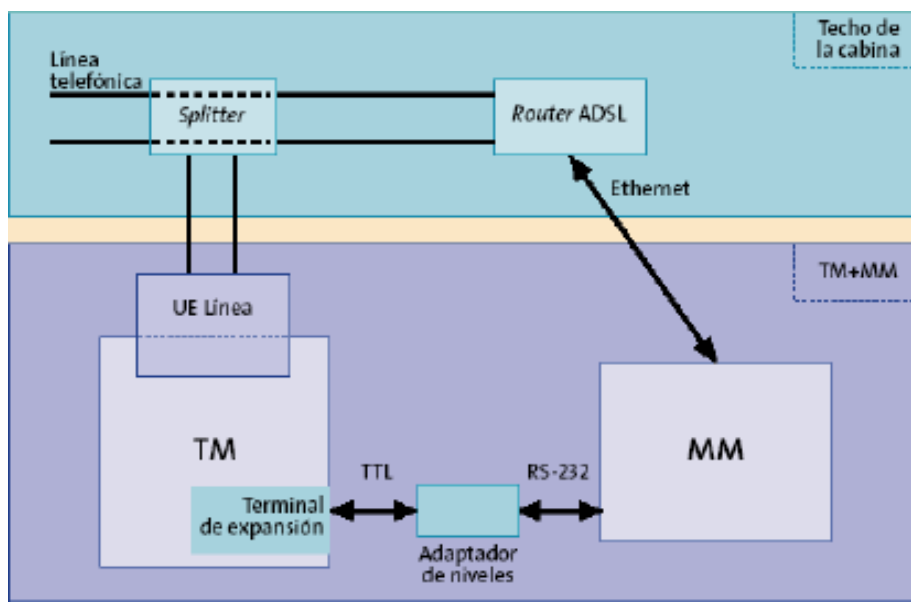 Techo de
la cabina
Línea
telefónica
Splitter
Router ADSL
Ethernet
TM+MM
UE Línea
TM
MM
TTL
RS-232
Terminal
de expansión
Adaptador
de niveles